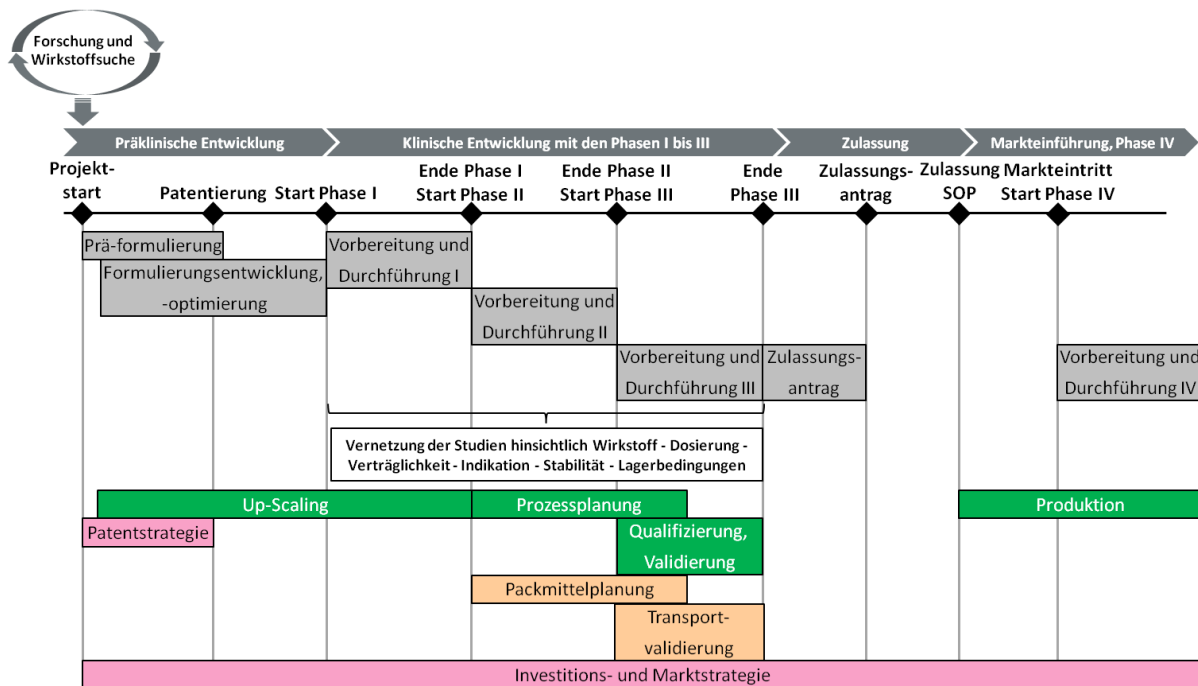 Forschung und
Wirkstoffsuche
Präklinische Entwicklung
Klinische Entwicklung mit den Phasen I bis III
Zulassung
Markteinführung, Phase IV
Projekt-
start
Patentierung
Start Phase I
Ende Phase I
Start Phase II
Ende Phase II
Start Phase III
Ende
Phase III
Zulassungs-
antrag
Zulassung
SOP
Markteintritt
Start Phase IV
Prä-formulierung
Formulierungsentwicklung,
-optimierung
Vorbereitung und
Durchführung I
Vorbereitung und
Durchführung II
Vorbereitung und
Durchführung III
Zulassungs-
antrag
Vorbereitung und
Durchführung IV
Vernetzung der Studien hinsichtlich Wirkstoff - Dosierung -
Verträglichkeit - Indikation - Stabilität - Lagerbedingungen
Up-Scaling
Prozessplanung
Produktion
Patentstrategie
Qualifizierung,
Validierung
Packmittelplanung
Transport-
validierung
Investitions- und Marktstrategie